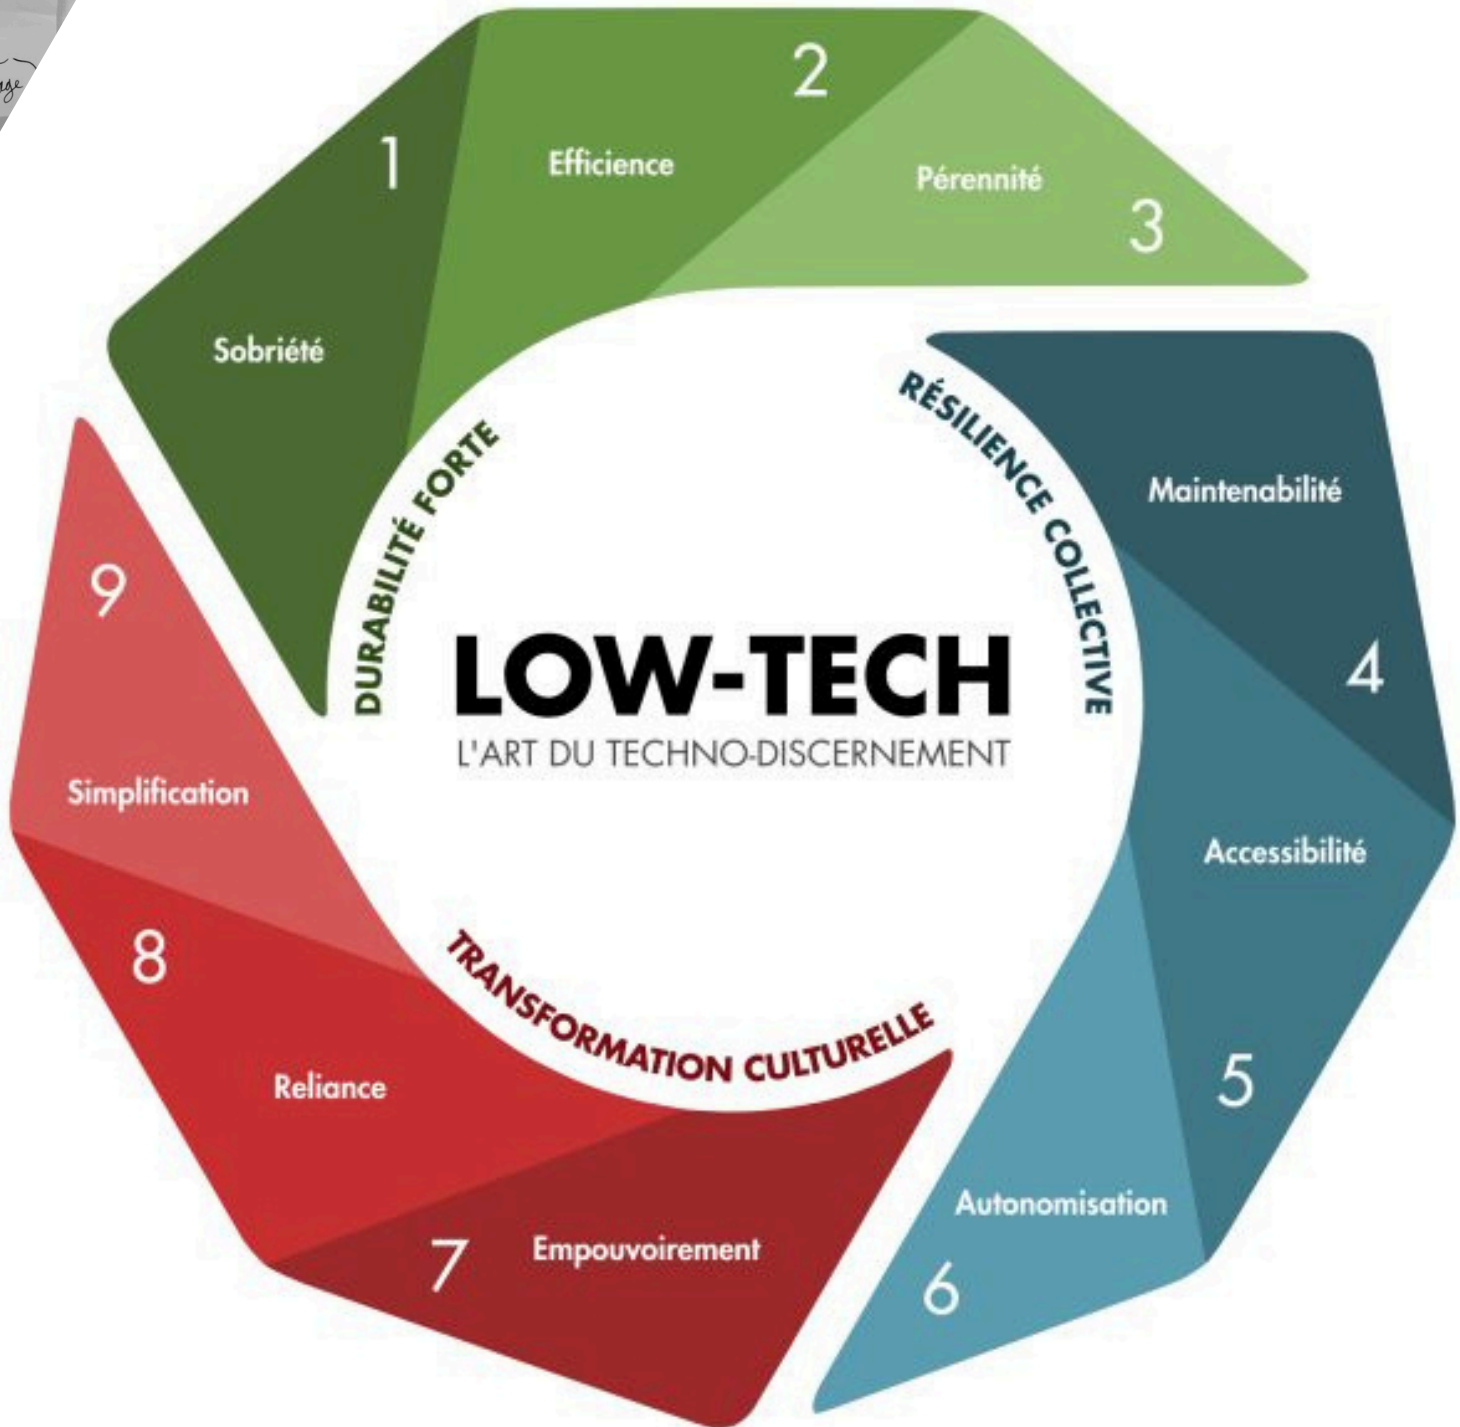 1
Sobriété
2
Efficience
3
Pérennité
DURABILITÉ FORTE
4
Maintenabilité
5
Accessibilité
6
Autonomisation
RÉSILIENCE COLLECTIVE
7
Empouvoirement
8
Reliance
9
Simplification
TRANSFORMATION CULTURELLE
LOW-TECH
L'ART DU TECHNO-DISCERNEMENT